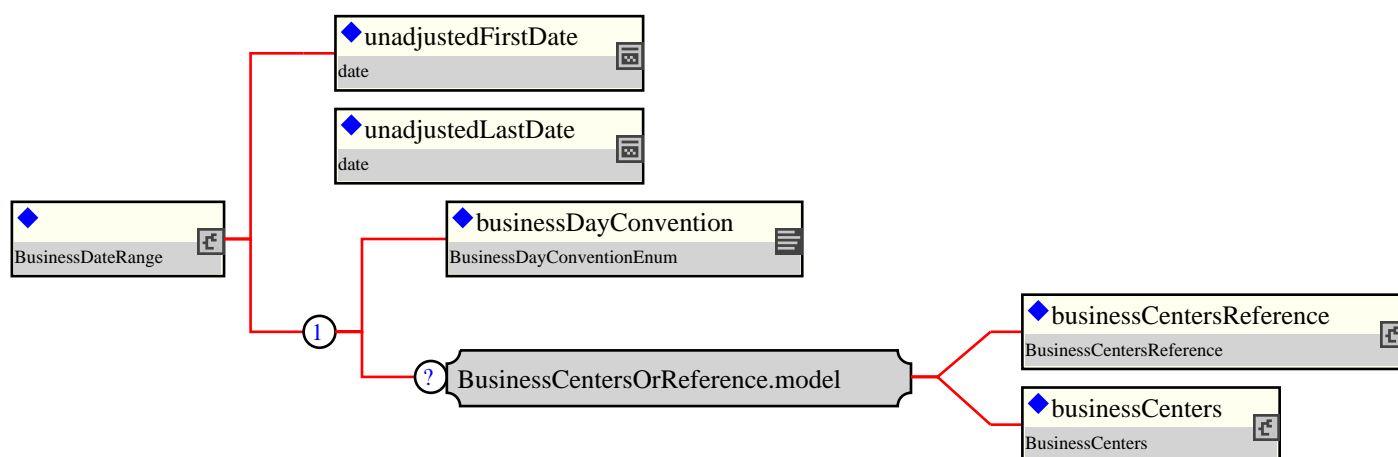 unadjustedFirstDate
date
unadjustedLastDate
date
BusinessDateRange
businessDayConvention
BusinessDayConventionEnum
1
?
BusinessCentersOrReference.model
businessCentersReference
BusinessCentersReference
businessCenters
BusinessCenters